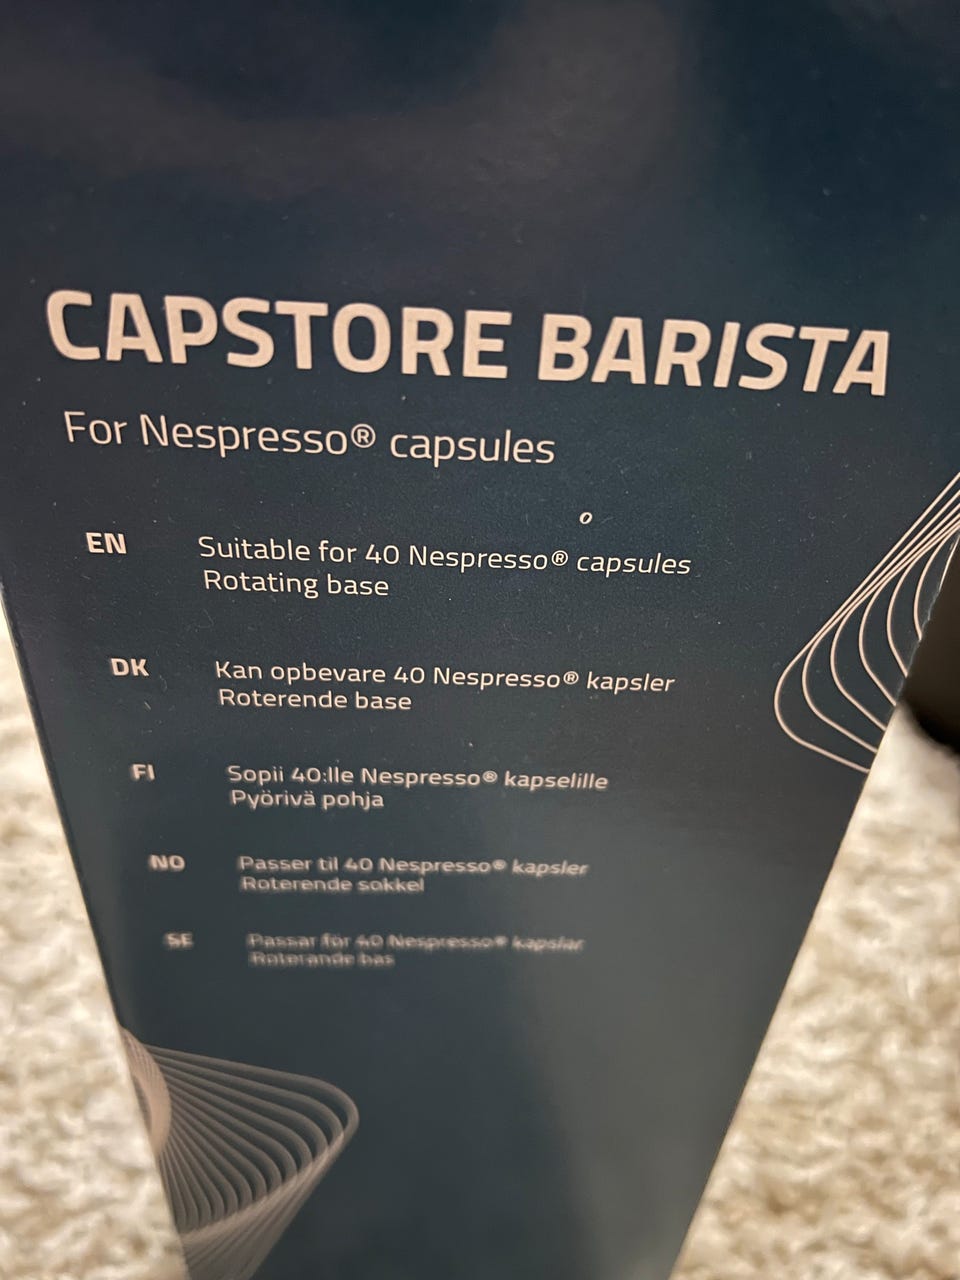 CAPSTORE BARISTA
For Nespresso® capsules
EN Suitable for 40 Nespresso® capsules
Rotating base
DK Kan opbevare 40 Nespresso® kapsler
Roterende base
FI Sopii 40:lle Nespresso® kapselille
Pyörivä pohja
NO Passer til 40 Nespresso® kapsler
Roterende sokkel
SE Passar för 40 Nespresso® kapslar
Roterande bas